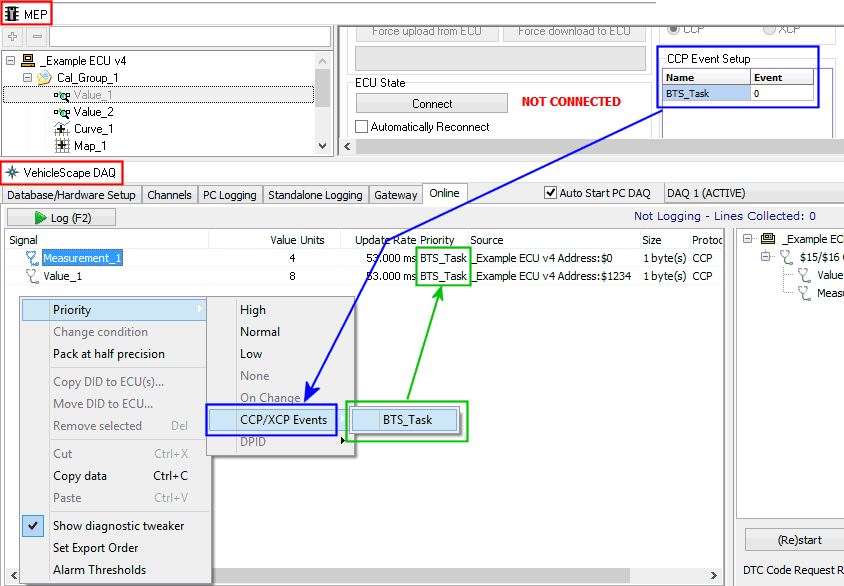 MEP
_Example ECU v4
Cal_Group_1
Value_1
Value_2
Curve_1
Map_1
Force upload from ECU
Force download to ECU
CCP
XCP
ECU State
Connect
NOT CONNECTED
Automatically Reconnect
CCP Event Setup
Name Event
BTS_Task 0
VehicleScape DAQ
Database/Hardware Setup Channels PC Logging Standalone Logging Gateway Online
Auto Start PC DAQ DAQ 1 (ACTIVE)
Log (F2)
Not Logging - Lines Collected: 0
Signal Value Units Update Rate Priority Source Size Protoc
Measurement_1 4 53.000 ms BTS_Task _Example ECU v4 Address:$0 1 byte(s) CCP
Value_1 8 53.000 ms BTS_Task _Example ECU v4 Address:$1234 1 byte(s) CCP
_Example EC
$15/$16
Value
Meas
Priority
Change condition
Pack at half precision
Copy DID to ECU(s)...
Move DID to ECU...
Remove selected Del
Cut Ctrl+X
Copy data Ctrl+C
Paste Ctrl+V
Show diagnostic tweaker
Set Export Order
Alarm Thresholds
High
Normal
Low
None
On Change
CCP/XCP Events
DPID
BTS_Task
(Re)start
DTC Code Request R